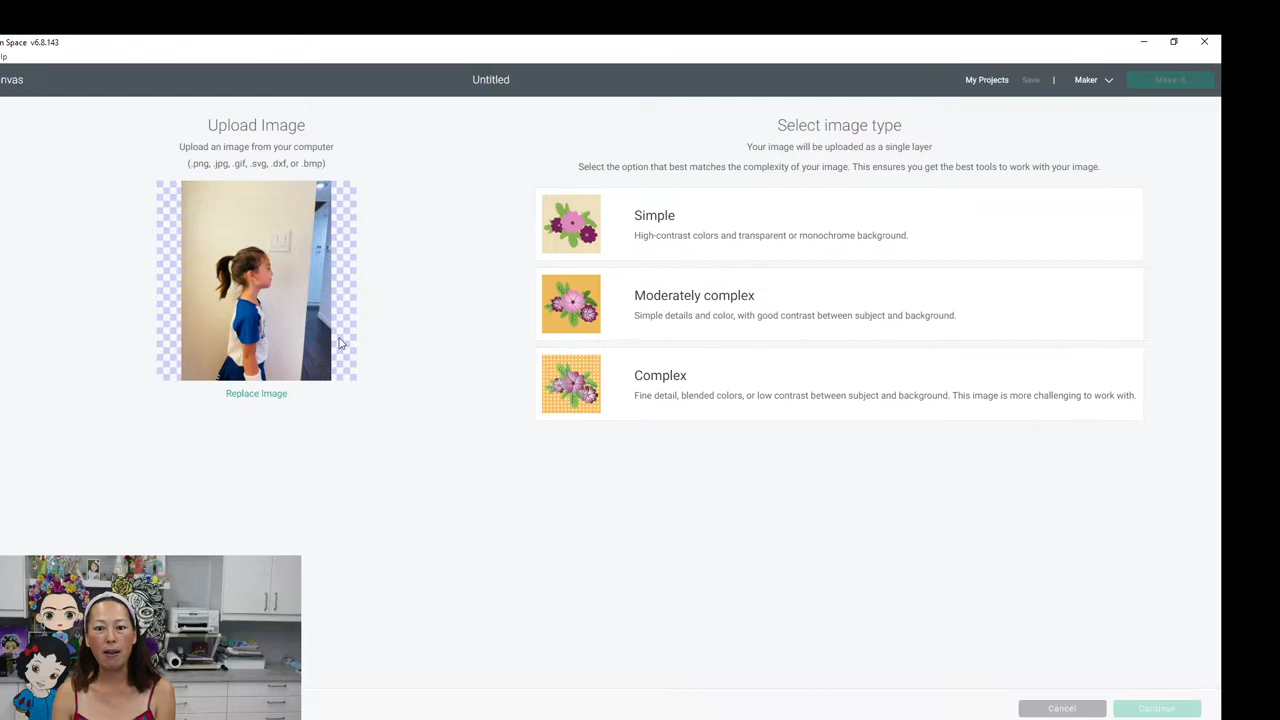 n Space v6.8.143
lp
nvas
Untitled
My Projects Save | Maker Make It...
Upload Image
Upload an image from your computer
(.png, .jpg, .gif, .svg, .dxf, or .bmp)
Replace Image
Select image type
Your image will be uploaded as a single layer
Select the option that best matches the complexity of your image. This ensures you get the best tools to work with your image.
Simple
High-contrast colors and transparent or monochrome background.
Moderately complex
Simple details and color, with good contrast between subject and background.
Complex
Fine detail, blended colors, or low contrast between subject and background. This image is more challenging to work with.
Cancel Continue